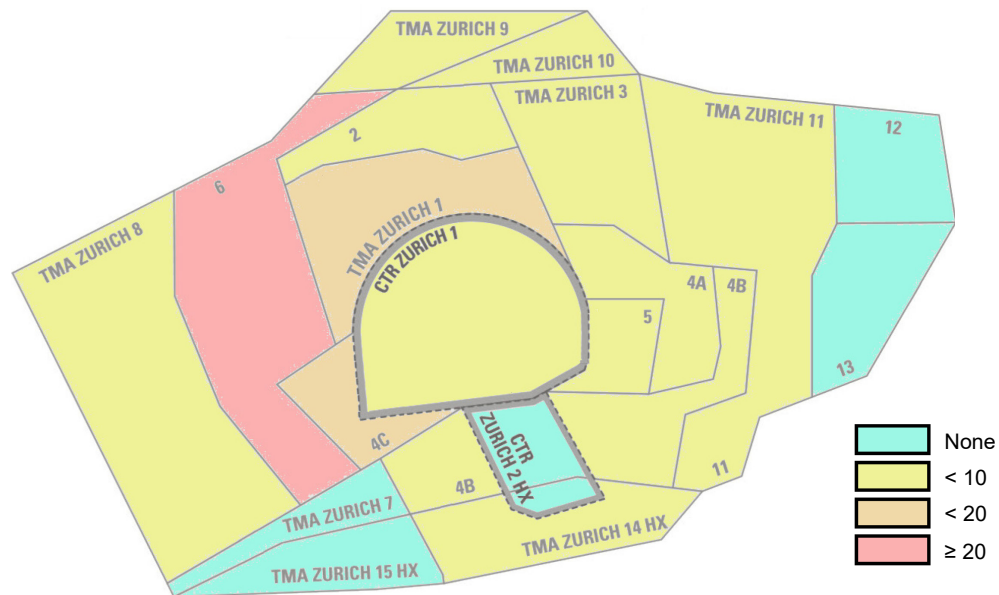 TMA ZURICH 9
TMA ZURICH 10
TMA ZURICH 3
TMA ZURICH 11
12
2
6
TMA ZURICH 1
CTR ZURICH 1
TMA ZURICH 8
4A
4B
5
13
4C
CTR
ZURICH 2 HX
11
4B
TMA ZURICH 7
TMA ZURICH 14 HX
TMA ZURICH 15 HX
None
< 10
< 20
≥ 20